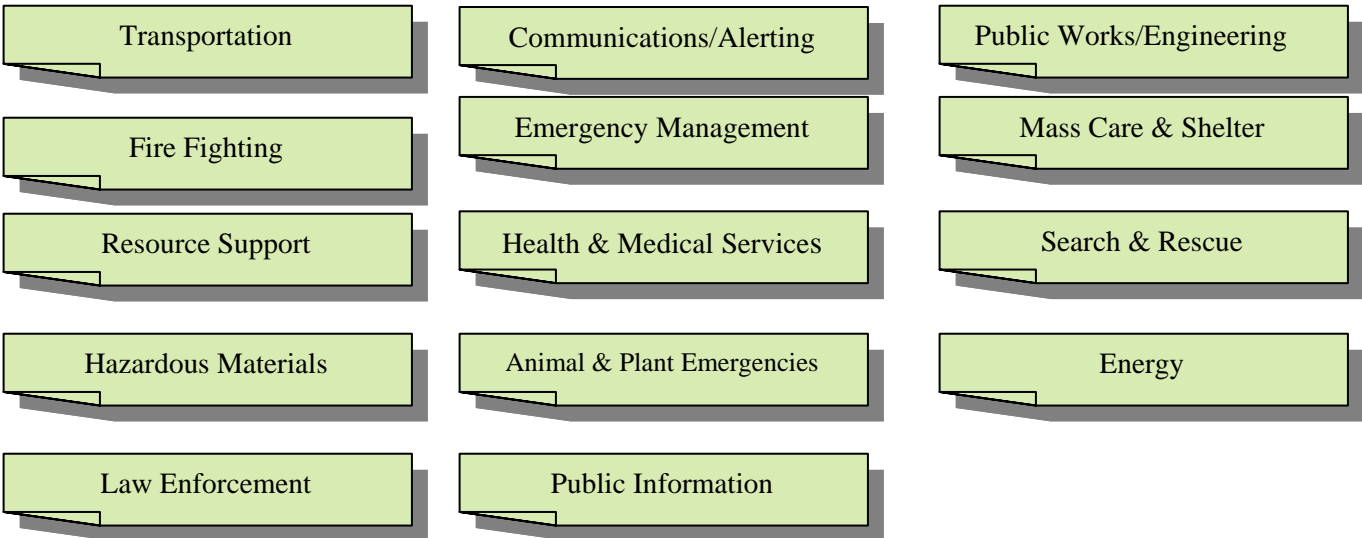 Transportation
Communications/Alerting
Public Works/Engineering
Fire Fighting
Emergency Management
Mass Care & Shelter
Resource Support
Health & Medical Services
Search & Rescue
Hazardous Materials
Animal & Plant Emergencies
Energy
Law Enforcement
Public Information